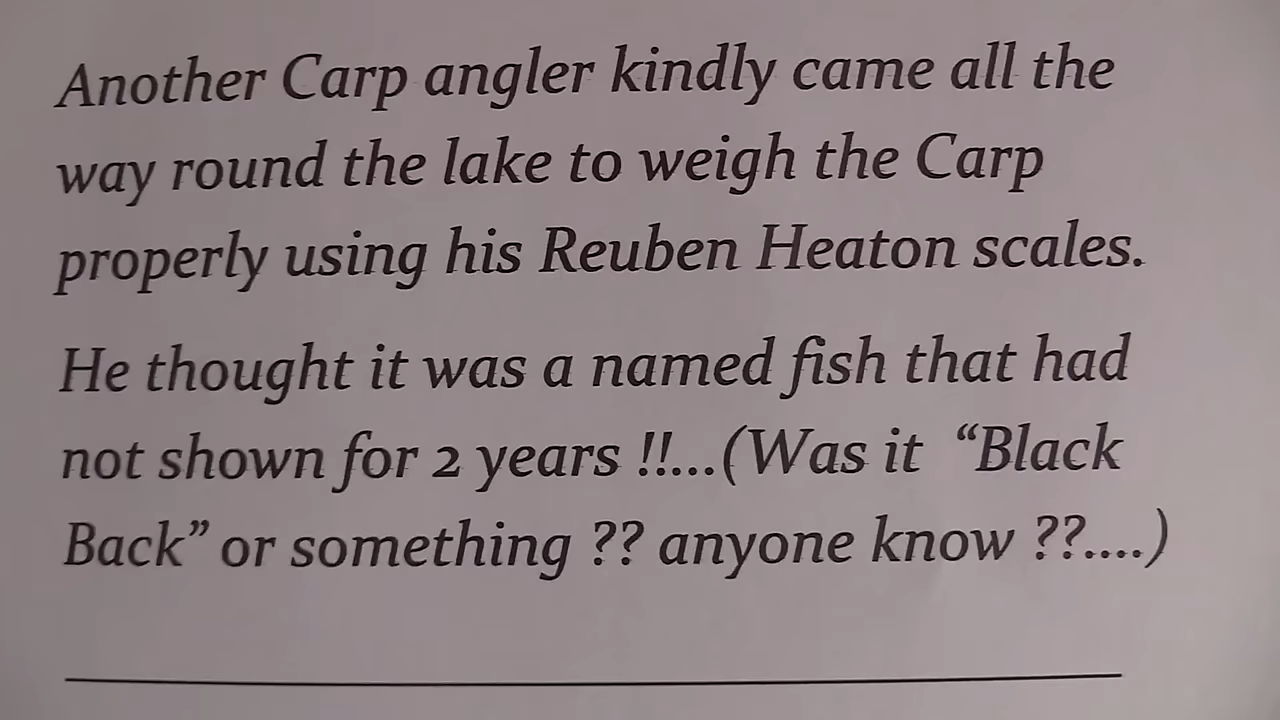 Another Carp angler kindly came all the
way round the lake to weigh the Carp
properly using his Reuben Heaton scales.
He thought it was a named fish that had
not shown for 2 years !!...(Was it  “Black
Back” or something ?? anyone know ??....)